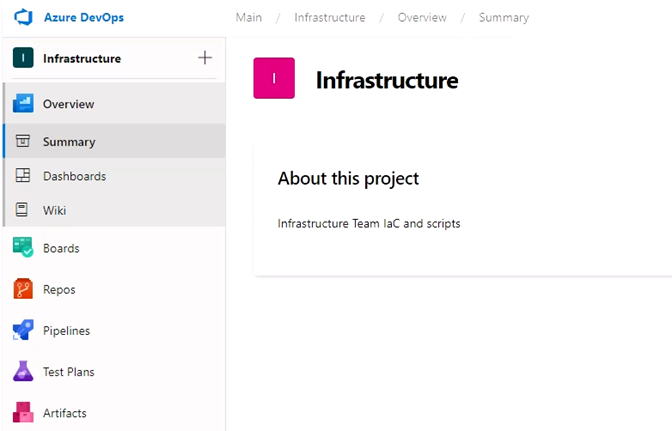 Azure DevOps
Main / Infrastructure / Overview / Summary
I Infrastructure +
Overview
Summary
Dashboards
Wiki
Boards
Repos
Pipelines
Test Plans
Artifacts
I Infrastructure
About this project
Infrastructure Team IaC and scripts